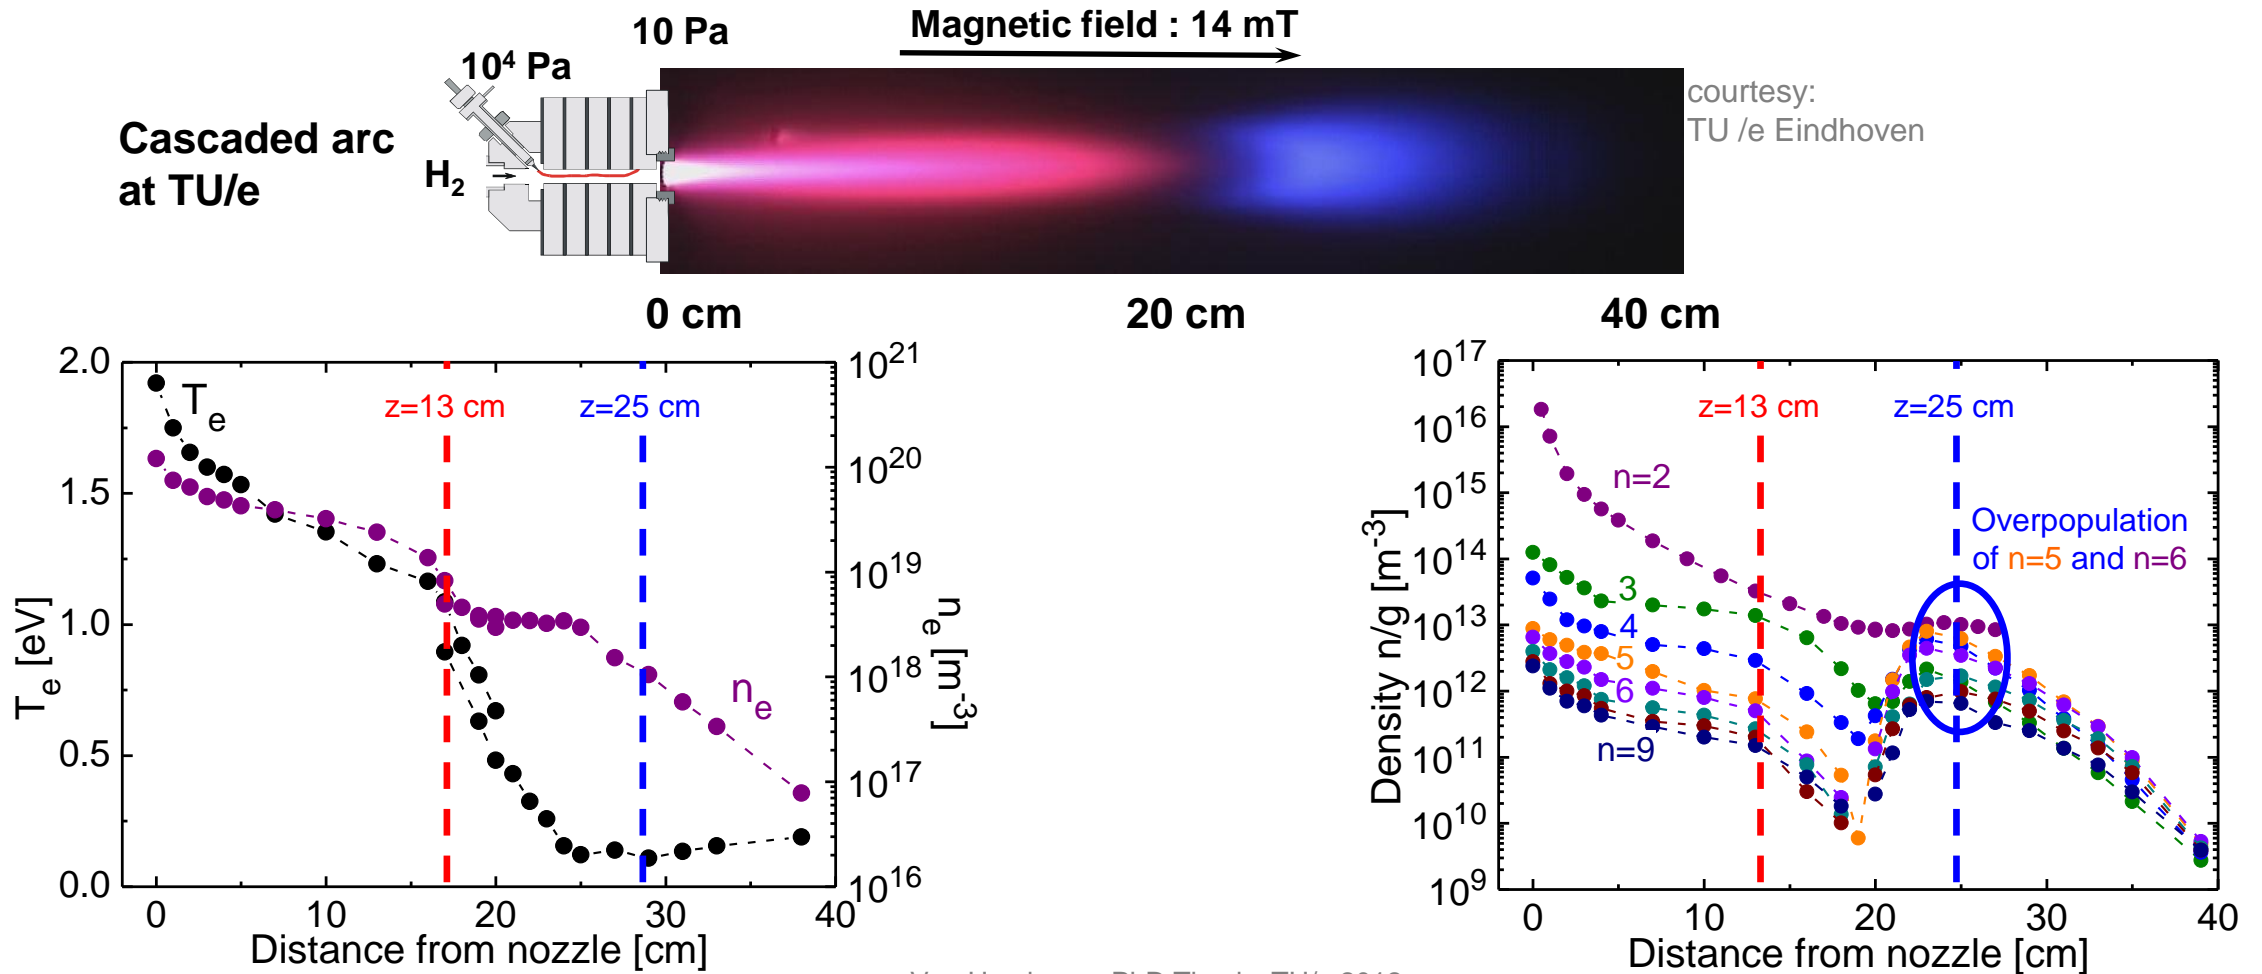 10 Pa
Magnetic field : 14 mT
10⁴ Pa
courtesy:
TU /e Eindhoven
Cascaded arc
at TU/e
H₂
0 cm
20 cm
40 cm
2.0
1.5
1.0
0.5
0.0
Tₑ [eV]
Tₑ
z=13 cm
z=25 cm
nₑ
10²¹
10²⁰
10¹⁹
10¹⁸
10¹⁷
10¹⁶
nₑ [m⁻³]
0
10
20
30
40
Distance from nozzle [cm]
10¹⁷
10¹⁶
10¹⁵
10¹⁴
10¹³
10¹²
10¹¹
10¹⁰
10⁹
Density n/g [m⁻³]
z=13 cm
z=25 cm
n=2
3
4
5
6
n=9
Overpopulation
of n=5 and n=6
0
10
20
30
40
Distance from nozzle [cm]